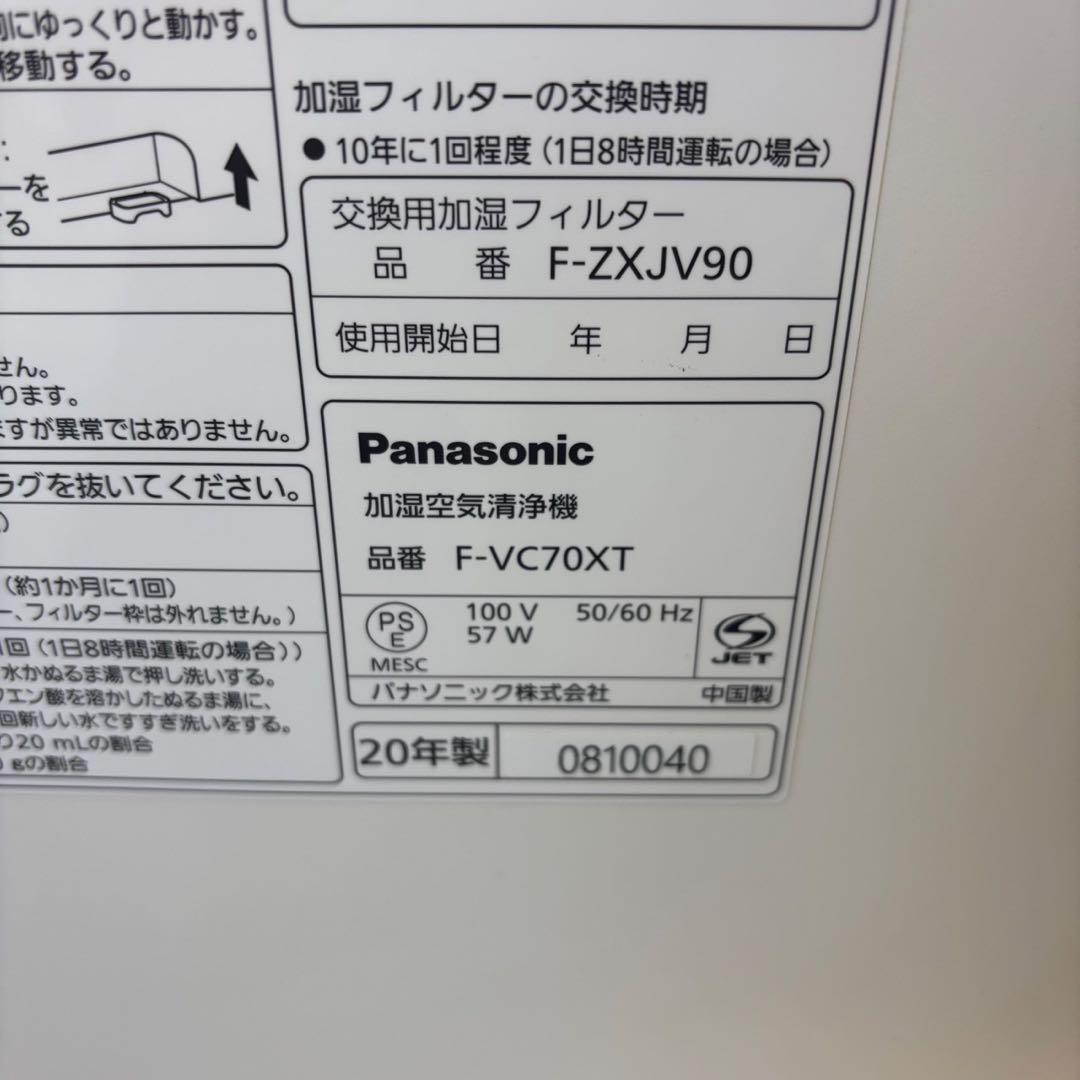 にゆっくりと動かす。
移動する。
ーを
る
せん。
ります。
ますが異常ではありません。
ラグを抜いてください。
(約1か月に1回)
ー、フィルター枠は外れません。)
回(1日8時間運転の場合))
水かぬるま湯で押し洗いする。
エン酸を溶かしたぬるま湯に、
回新しい水ですすぎ洗いをする。
20 mLの割合
gの割合
加湿フィルターの交換時期
●10年に1回程度(1日8時間運転の場合)
交換用加湿フィルター
品 番 F-ZXJV90
使用開始日 年 月 日
Panasonic
加湿空気清浄機
品番 F-VC70XT
PS
E
MESC
100 V 50/60 Hz
57 W
JET
パナソニック株式会社 中国製
20年製 0810040